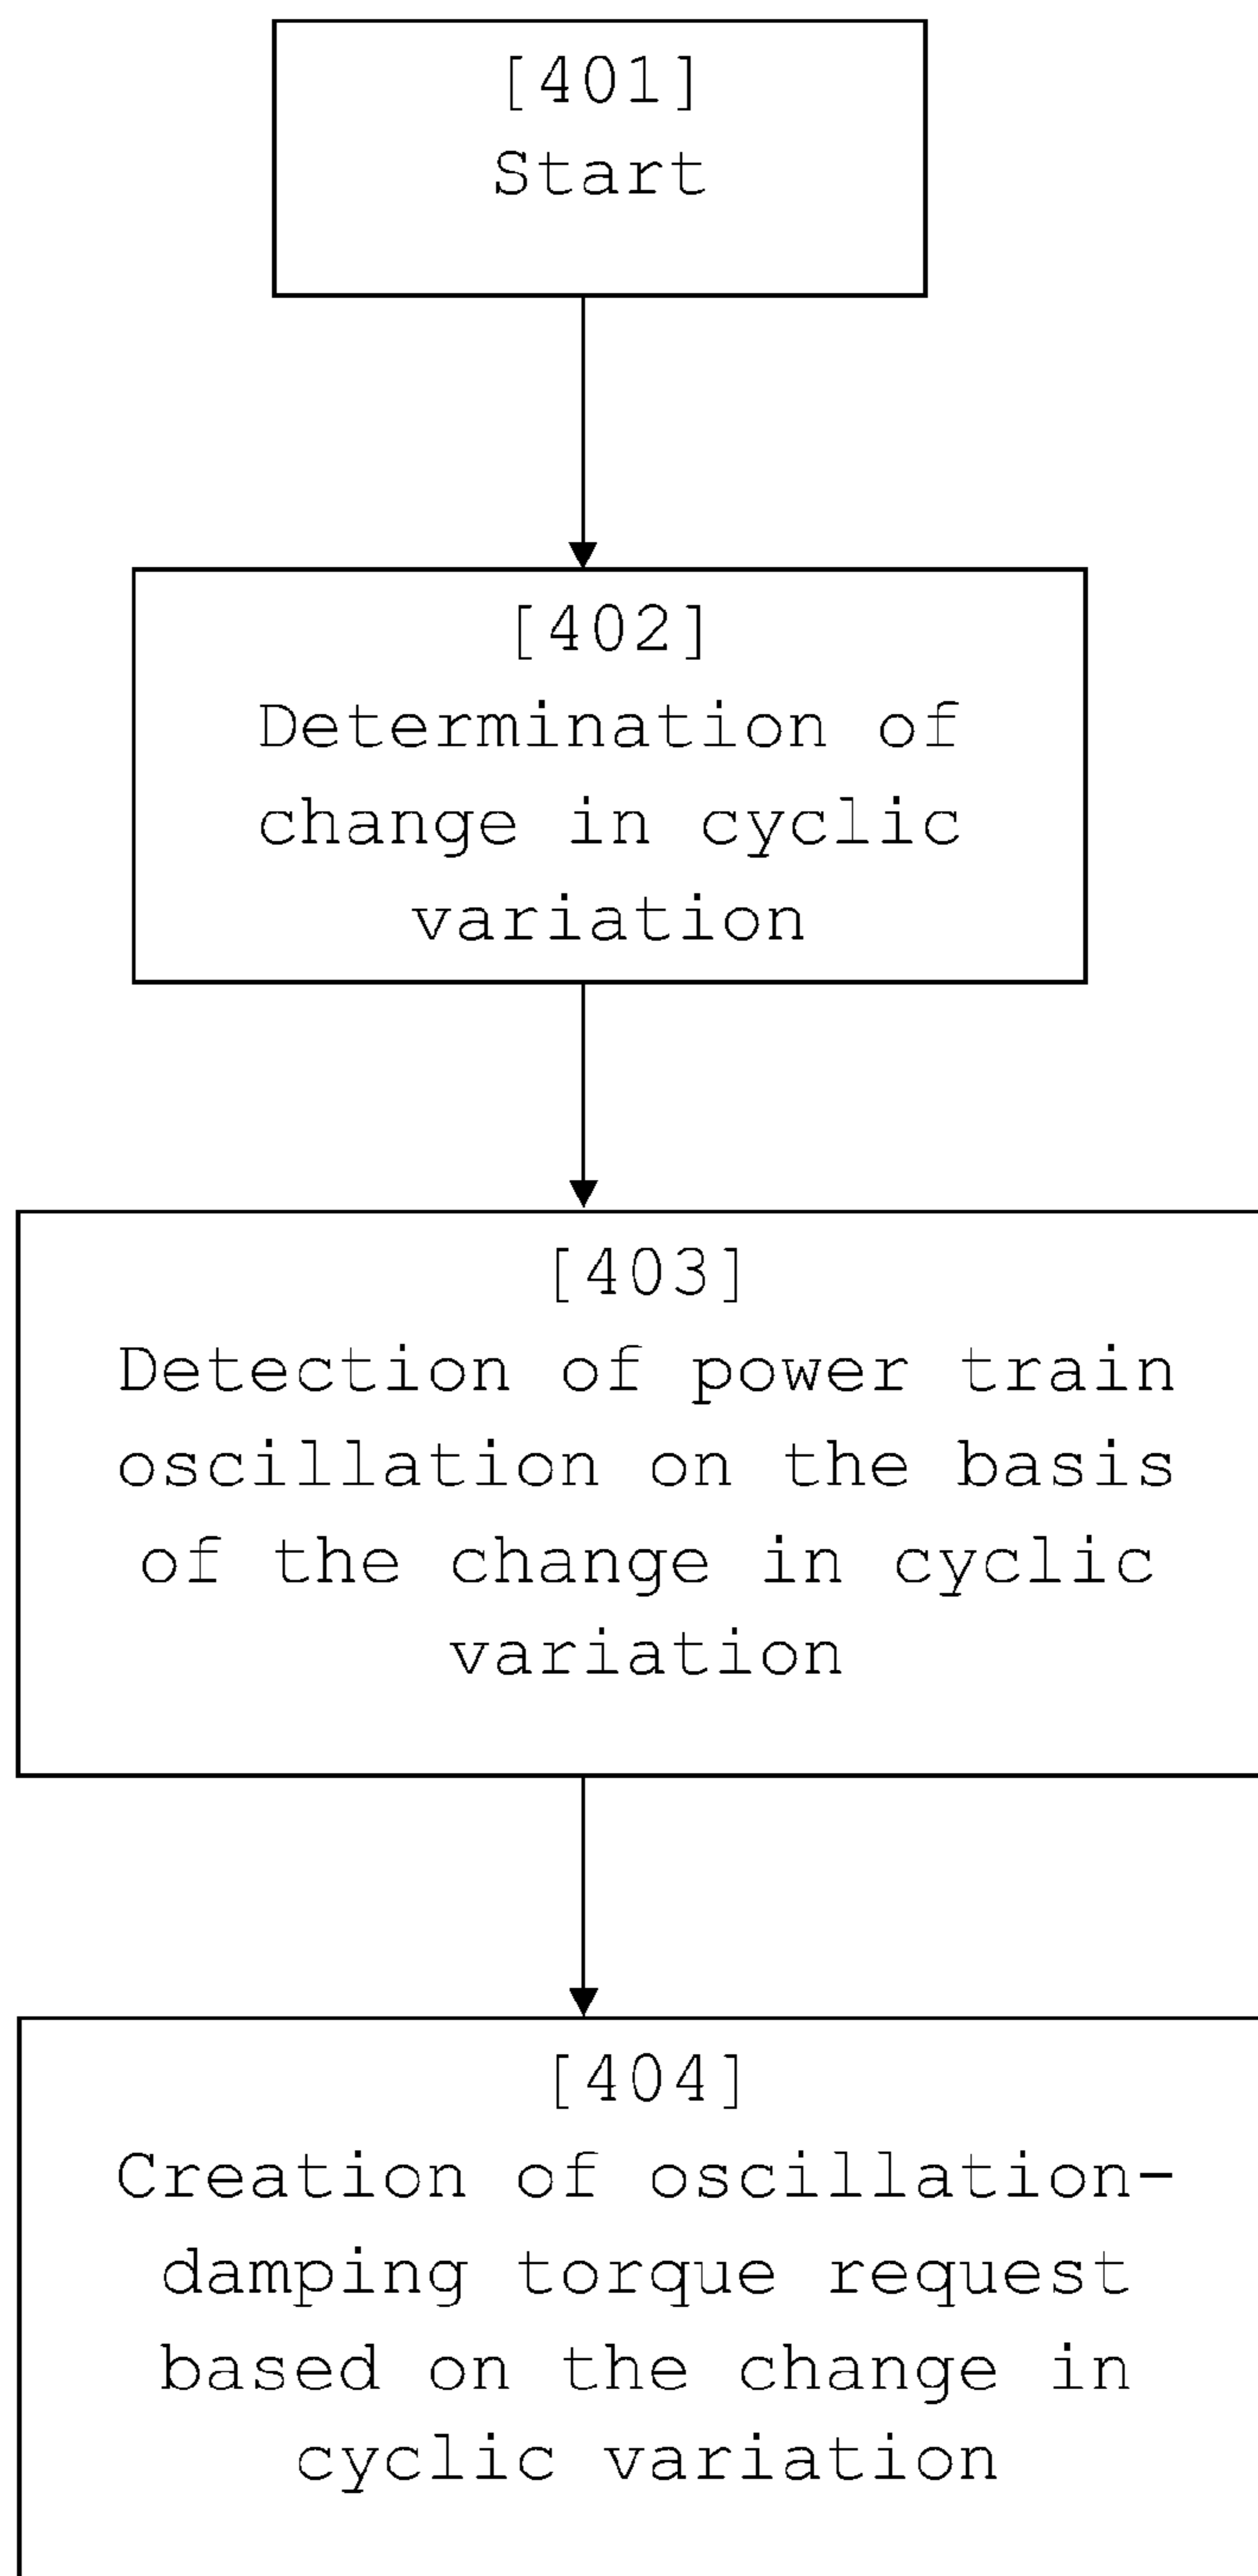 [401]
Start
[402]
Determination of
change in cyclic
variation
[403]
Detection of power train
oscillation on the basis
of the change in cyclic
variation
[404]
Creation of oscillation-
damping torque request
based on the change in
cyclic variation